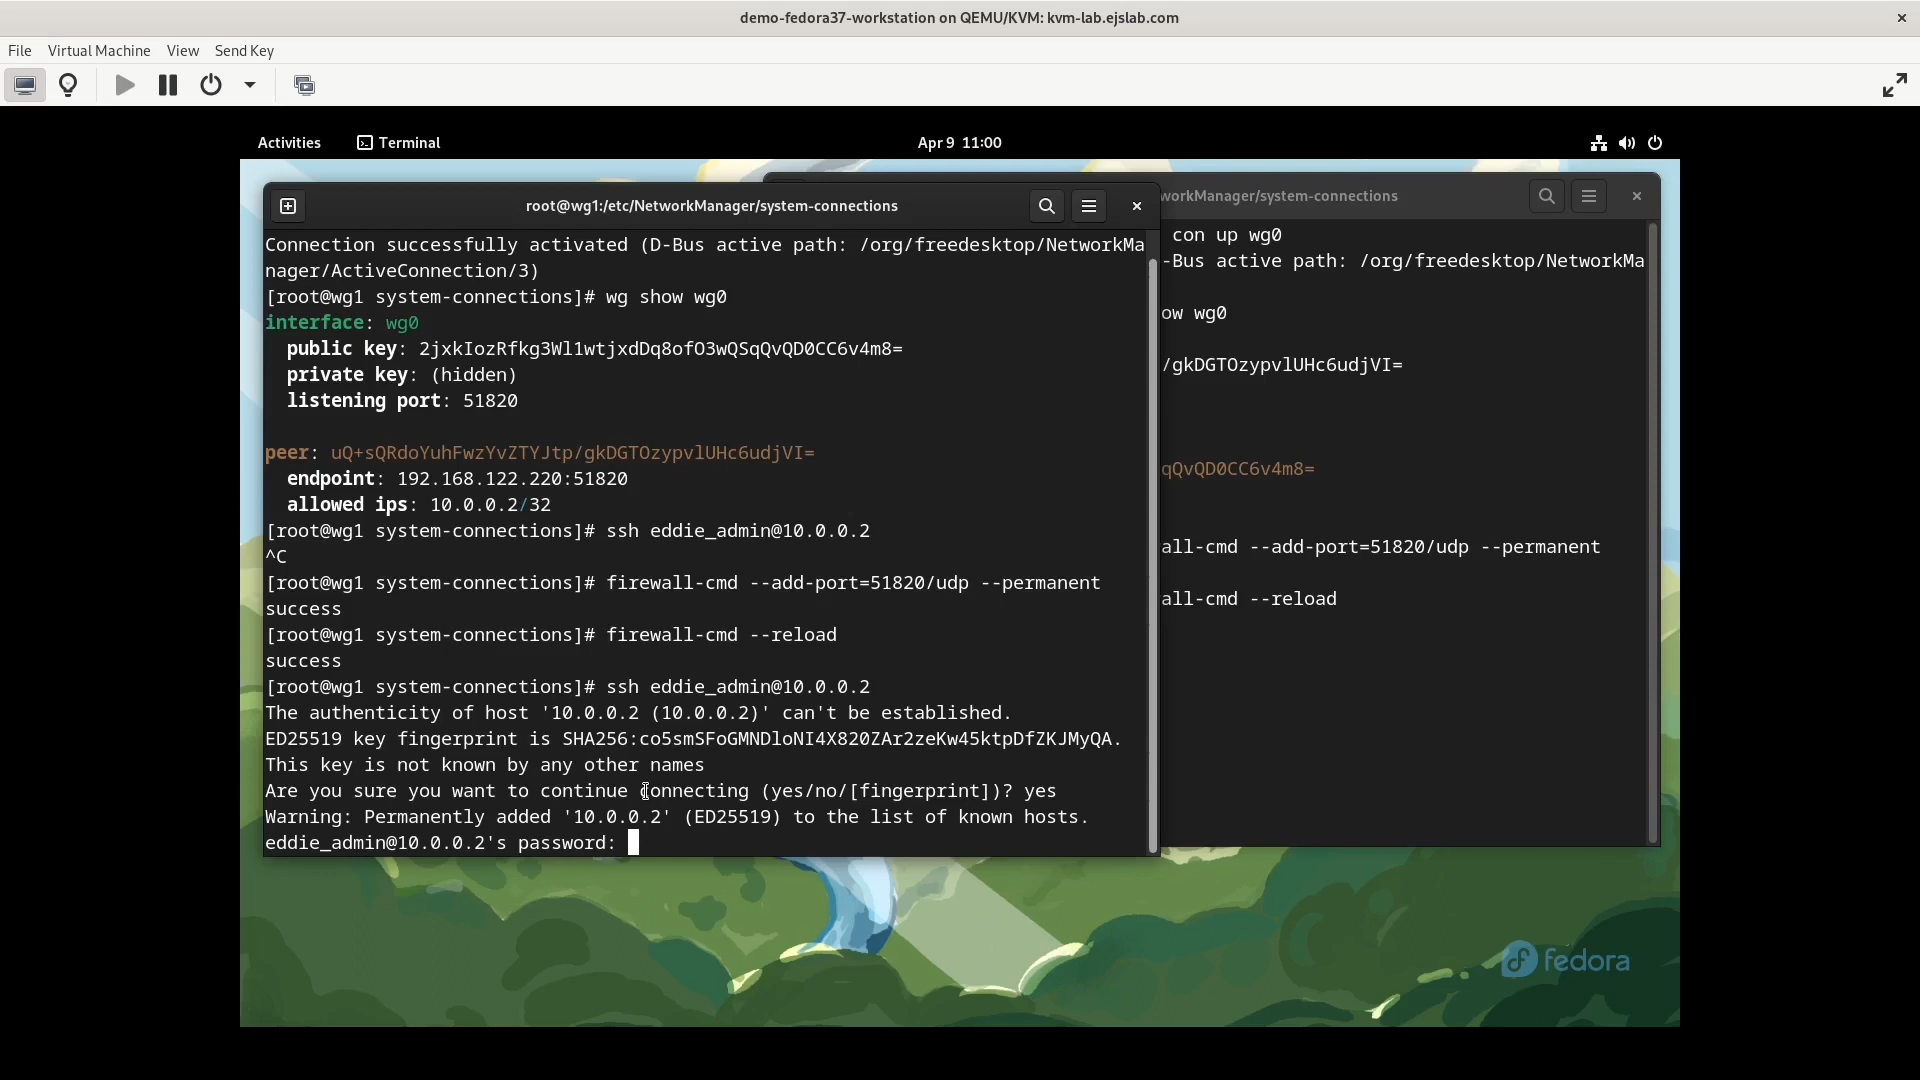 demo-fedora37-workstation on QEMU/KVM: kvm-lab.ejslab.com
File Virtual Machine View Send Key
Activities Terminal Apr 9 11:00
root@wg1:/etc/NetworkManager/system-connections
Connection successfully activated (D-Bus active path: /org/freedesktop/NetworkMa
nager/ActiveConnection/3)
[root@wg1 system-connections]# wg show wg0
interface: wg0
public key: 2jxkIozRfkg3Wl1wtjxdDq8ofO3wQSqQvQD0CC6v4m8=
private key: (hidden)
listening port: 51820
peer: uQ+sQRdoYuhFwzYvZTYJtp/gkDGTOzypvlUHc6udjVI=
endpoint: 192.168.122.220:51820
allowed ips: 10.0.0.2/32
[root@wg1 system-connections]# ssh eddie_admin@10.0.0.2
^C
[root@wg1 system-connections]# firewall-cmd --add-port=51820/udp --permanent
success
[root@wg1 system-connections]# firewall-cmd --reload
success
[root@wg1 system-connections]# ssh eddie_admin@10.0.0.2
The authenticity of host '10.0.0.2 (10.0.0.2)' can't be established.
ED25519 key fingerprint is SHA256:co5smSFoGMNDloNI4X820ZAr2zeKw45ktpDfZKJMyQA.
This key is not known by any other names
Are you sure you want to continue connecting (yes/no/[fingerprint])? yes
Warning: Permanently added '10.0.0.2' (ED25519) to the list of known hosts.
eddie_admin@10.0.0.2's password:
workManager/system-connections
con up wg0
-Bus active path: /org/freedesktop/NetworkMa
ow wg0
/gkDGTOzypvlUHc6udjVI=
qQvQD0CC6v4m8=
all-cmd --add-port=51820/udp --permanent
all-cmd --reload
fedora